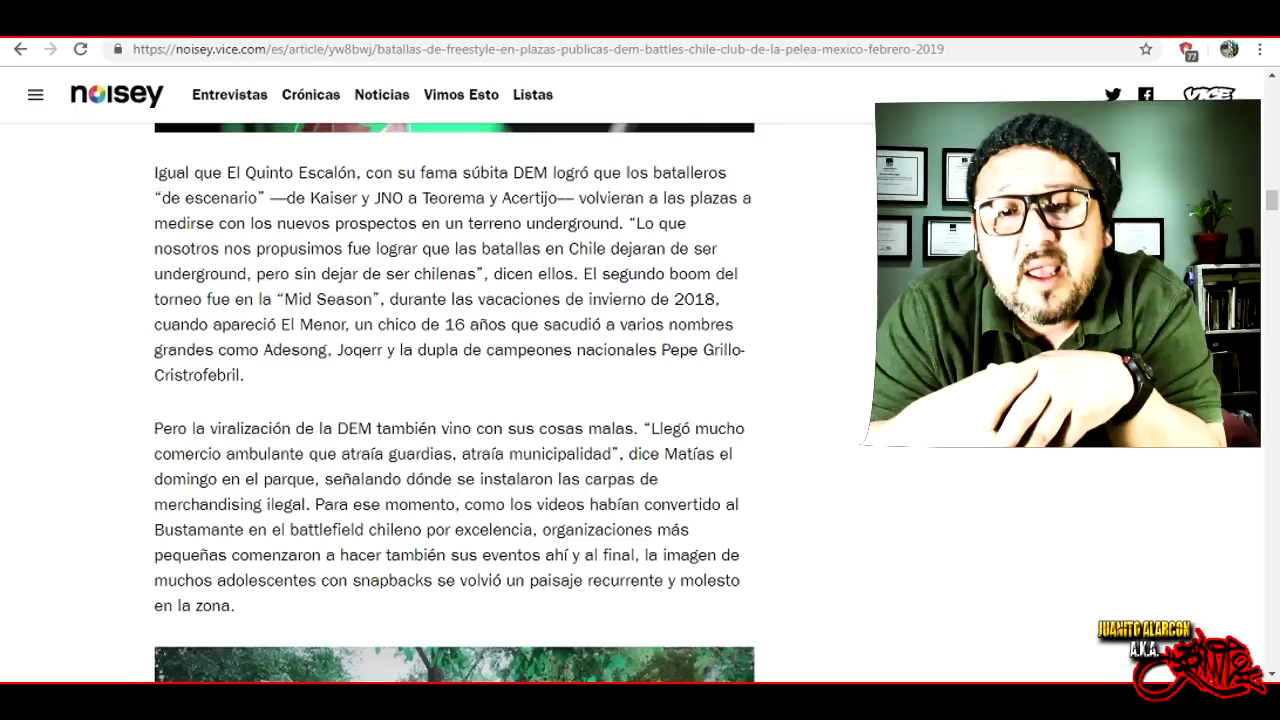 https://noisey.vice.com/es/article/yw8bwj/batallas-de-freestyle-en-plazas-publicas-dem-battles-chile-club-de-la-pelea-mexico-febrero-2019
77
noisey Entrevistas Crónicas Noticias Vimos Esto Listas VICE
Igual que El Quinto Escalón, con su fama súbita DEM logró que los batalleros
“de escenario” —de Kaiser y JNO a Teorema y Acertijo— volvieran a las plazas a
medirse con los nuevos prospectos en un terreno underground. “Lo que
nosotros nos propusimos fue lograr que las batallas en Chile dejaran de ser
underground, pero sin dejar de ser chilenas”, dicen ellos. El segundo boom del
torneo fue en la “Mid Season”, durante las vacaciones de invierno de 2018,
cuando apareció El Menor, un chico de 16 años que sacudió a varios nombres
grandes como Adesong, Joqerr y la dupla de campeones nacionales Pepe Grillo-
Cristrofebril.
Pero la viralización de la DEM también vino con sus cosas malas. “Llegó mucho
comercio ambulante que atraía guardias, atraía municipalidad”, dice Matías el
domingo en el parque, señalando dónde se instalaron las carpas de
merchandising ilegal. Para ese momento, como los videos habían convertido al
Bustamante en el battlefield chileno por excelencia, organizaciones más
pequeñas comenzaron a hacer también sus eventos ahí y al final, la imagen de
muchos adolescentes con snapbacks se volvió un paisaje recurrente y molesto
en la zona.
JUANITO ALARCON
A.K.A.